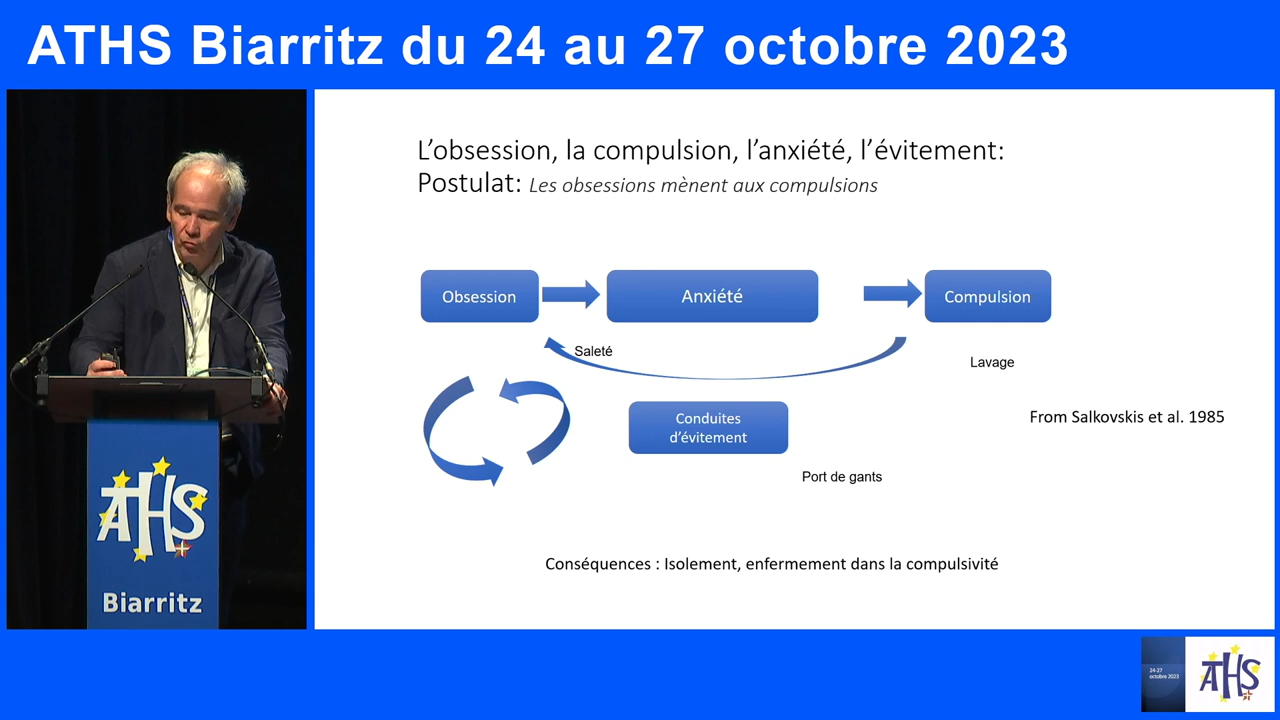 ATHS Biarritz du 24 au 27 octobre 2023
L'obsession, la compulsion, l'anxiété, l'évitement:
Postulat: Les obsessions mènent aux compulsions
Obsession
Anxiété
Compulsion
Saleté
Lavage
Conduites
d'évitement
From Salkovskis et al. 1985
Port de gants
Conséquences : Isolement, enfermement dans la compulsivité
ATHS
Biarritz
24-27
octobre 2023
ATHS